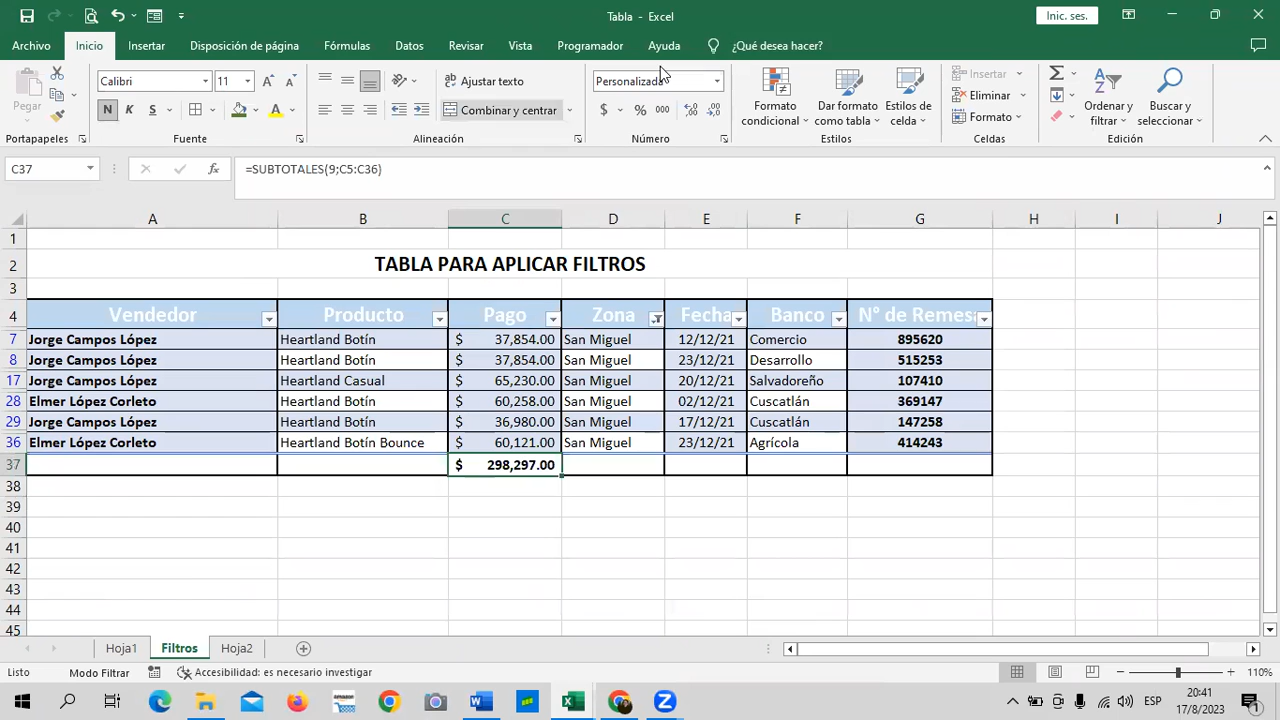 Tabla - Excel
Inic. ses.
Archivo Inicio Insertar Disposición de página Fórmulas Datos Revisar Vista Programador Ayuda ¿Qué desea hacer?
Pegar
Calibri 11
N K S
Ajustar texto
Combinar y centrar
Personalizada
$ % 000
Formato condicional
Dar formato como tabla
Estilos de celda
Insertar
Eliminar
Formato
Ordenar y filtrar
Buscar y seleccionar
Portapapeles Fuente Alineación Número Estilos Celdas Edición
C37 fx =SUBTOTALES(9;C5:C36)
A B C D E F G H I J
1
2 TABLA PARA APLICAR FILTROS
3
4 Vendedor Producto Pago Zona Fecha Banco N° de Remesa
7 Jorge Campos López Heartland Botín $ 37,854.00 San Miguel 12/12/21 Comercio 895620
8 Jorge Campos López Heartland Botín $ 37,854.00 San Miguel 23/12/21 Desarrollo 515253
17 Jorge Campos López Heartland Casual $ 65,230.00 San Miguel 20/12/21 Salvadoreño 107410
28 Elmer López Corleto Heartland Botín $ 60,258.00 San Miguel 02/12/21 Cuscatlán 369147
29 Jorge Campos López Heartland Botín $ 36,980.00 San Miguel 17/12/21 Cuscatlán 147258
36 Elmer López Corleto Heartland Botín Bounce $ 60,121.00 San Miguel 23/12/21 Agrícola 414243
37 $ 298,297.00
38
39
40
41
42
43
44
45
Hoja1 Filtros Hoja2
Listo Modo Filtrar Accesibilidad: es necesario investigar 110%
ESP
20:41
17/8/2023